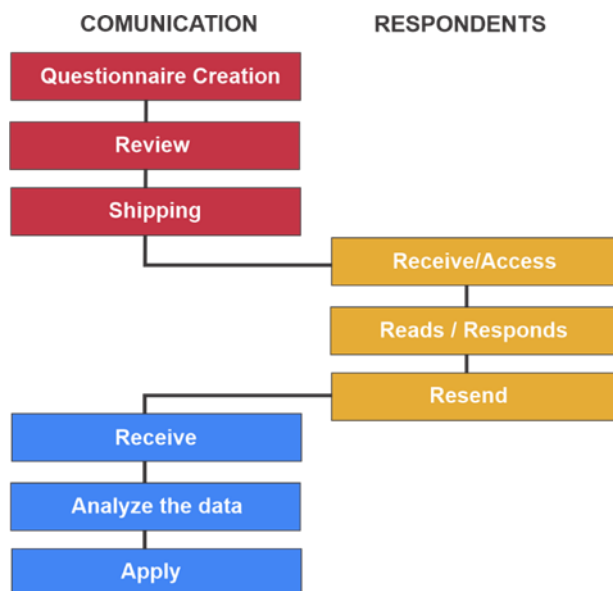 COMUNICATION
RESPONDENTS
Questionnaire Creation
Review
Shipping
Receive/Access
Reads / Responds
Resend
Receive
Analyze the data
Apply